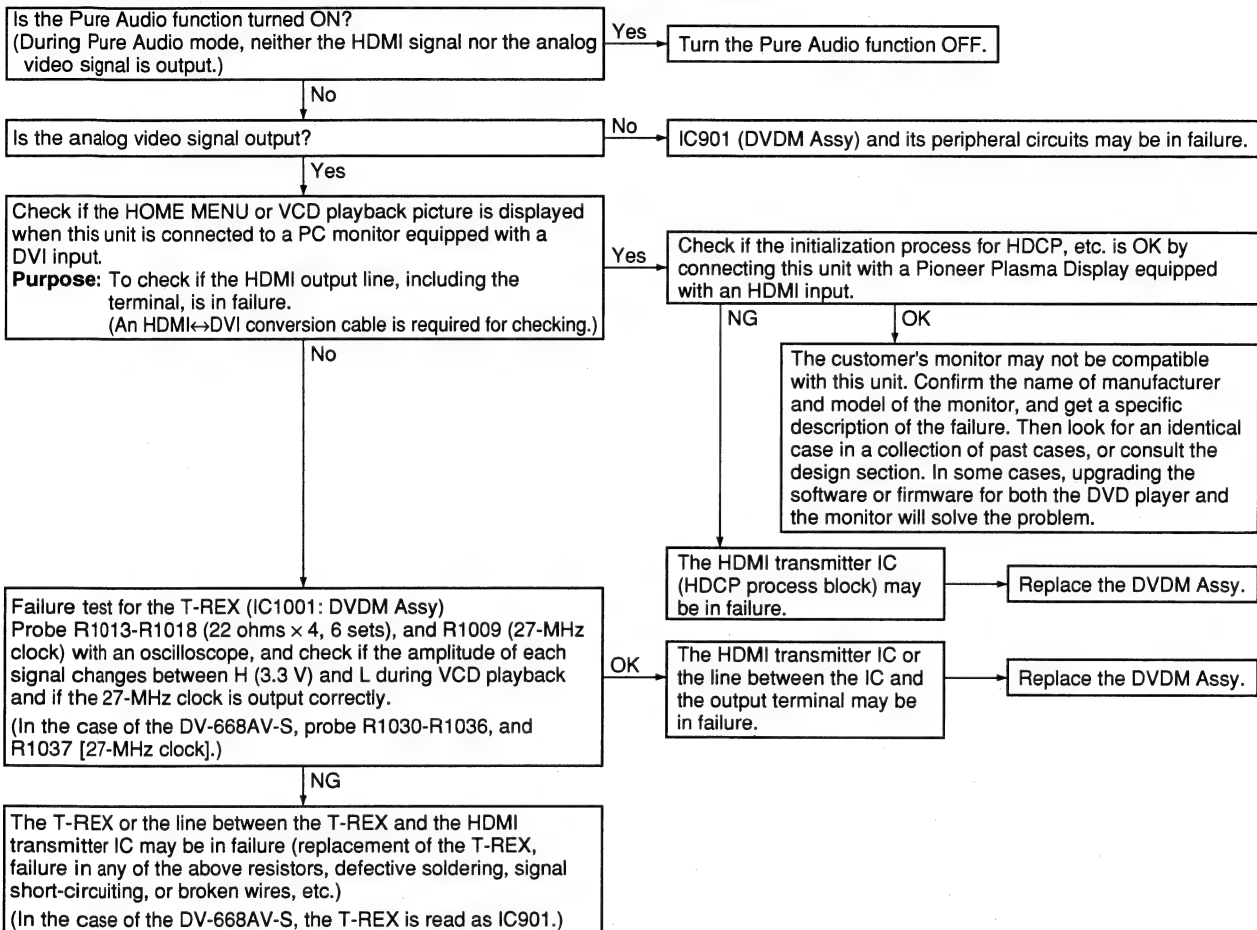 Is the Pure Audio function turned ON?
(During Pure Audio mode, neither the HDMI signal nor the analog
video signal is output.)
Yes
Turn the Pure Audio function OFF.
No
Is the analog video signal output?
No
IC901 (DVDM Assy) and its peripheral circuits may be in failure.
Yes
Check if the HOME MENU or VCD playback picture is displayed
when this unit is connected to a PC monitor equipped with a
DVI input.
Purpose: To check if the HDMI output line, including the
terminal, is in failure.
(An HDMI↔DVI conversion cable is required for checking.)
Yes
Check if the initialization process for HDCP, etc. is OK by
connecting this unit with a Pioneer Plasma Display equipped
with an HDMI input.
NG
OK
The customer's monitor may not be compatible
with this unit. Confirm the name of manufacturer
and model of the monitor, and get a specific
description of the failure. Then look for an identical
case in a collection of past cases, or consult the
design section. In some cases, upgrading the
software or firmware for both the DVD player and
the monitor will solve the problem.
The HDMI transmitter IC
(HDCP process block) may
be in failure.
Replace the DVDM Assy.
No
Failure test for the T-REX (IC1001: DVDM Assy)
Probe R1013-R1018 (22 ohms × 4, 6 sets), and R1009 (27-MHz
clock) with an oscilloscope, and check if the amplitude of each
signal changes between H (3.3 V) and L during VCD playback
and if the 27-MHz clock is output correctly.
(In the case of the DV-668AV-S, probe R1030-R1036, and
R1037 [27-MHz clock].)
OK
The HDMI transmitter IC or
the line between the IC and
the output terminal may be
in failure.
Replace the DVDM Assy.
NG
The T-REX or the line between the T-REX and the HDMI
transmitter IC may be in failure (replacement of the T-REX,
failure in any of the above resistors, defective soldering, signal
short-circuiting, or broken wires, etc.)
(In the case of the DV-668AV-S, the T-REX is read as IC901.)